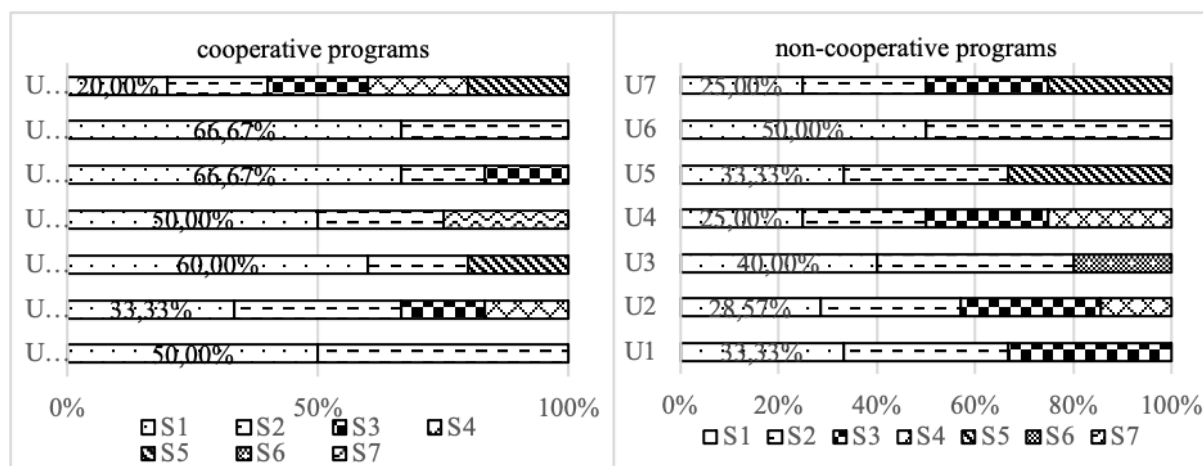 cooperative programs
U... 20,00%
U... 66,67%
U... 66,67%
U... 50,00%
U... 60,00%
U... 33,33%
U... 50,00%
0% 50% 100%
S1 S2 S3 S4
S5 S6 S7
non-cooperative programs
U7 25,00%
U6 50,00%
U5 33,33%
U4 25,00%
U3 40,00%
U2 28,57%
U1 33,33%
0% 20% 40% 60% 80% 100%
S1 S2 S3 S4 S5 S6 S7